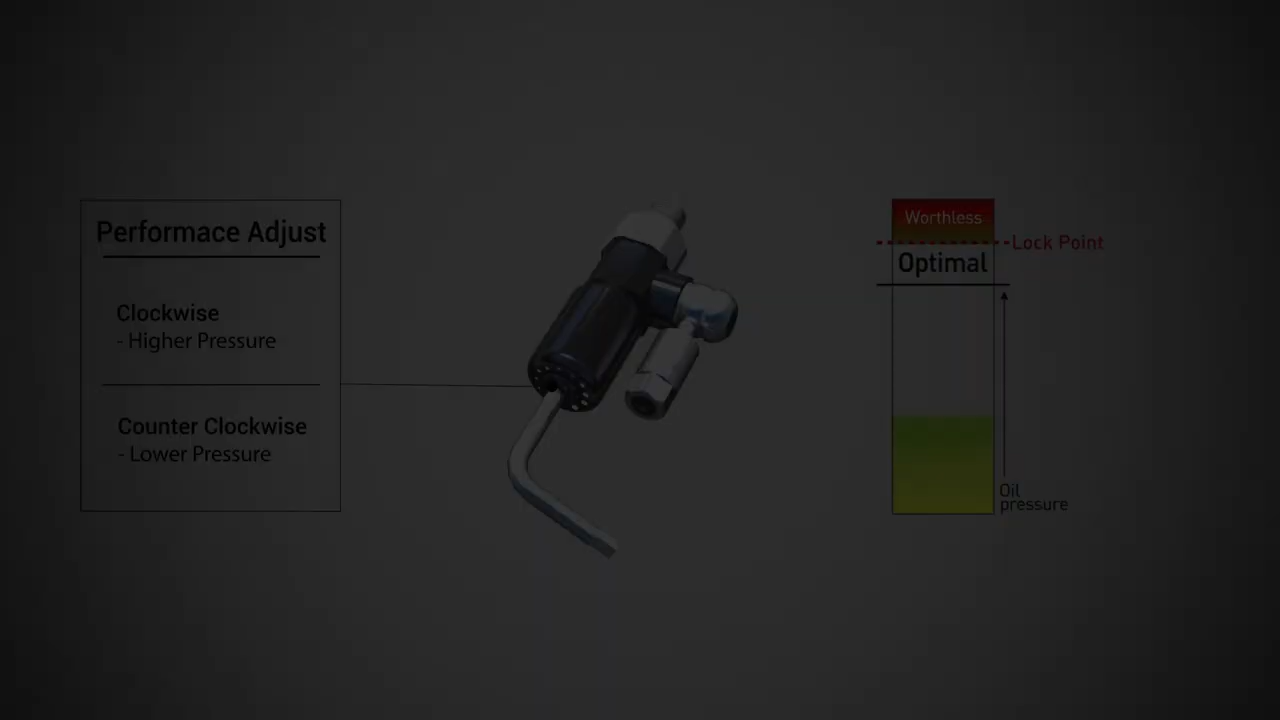 Performace Adjust
Clockwise
- Higher Pressure
Counter Clockwise
- Lower Pressure
Worthless
Lock Point
Optimal
Oil
pressure